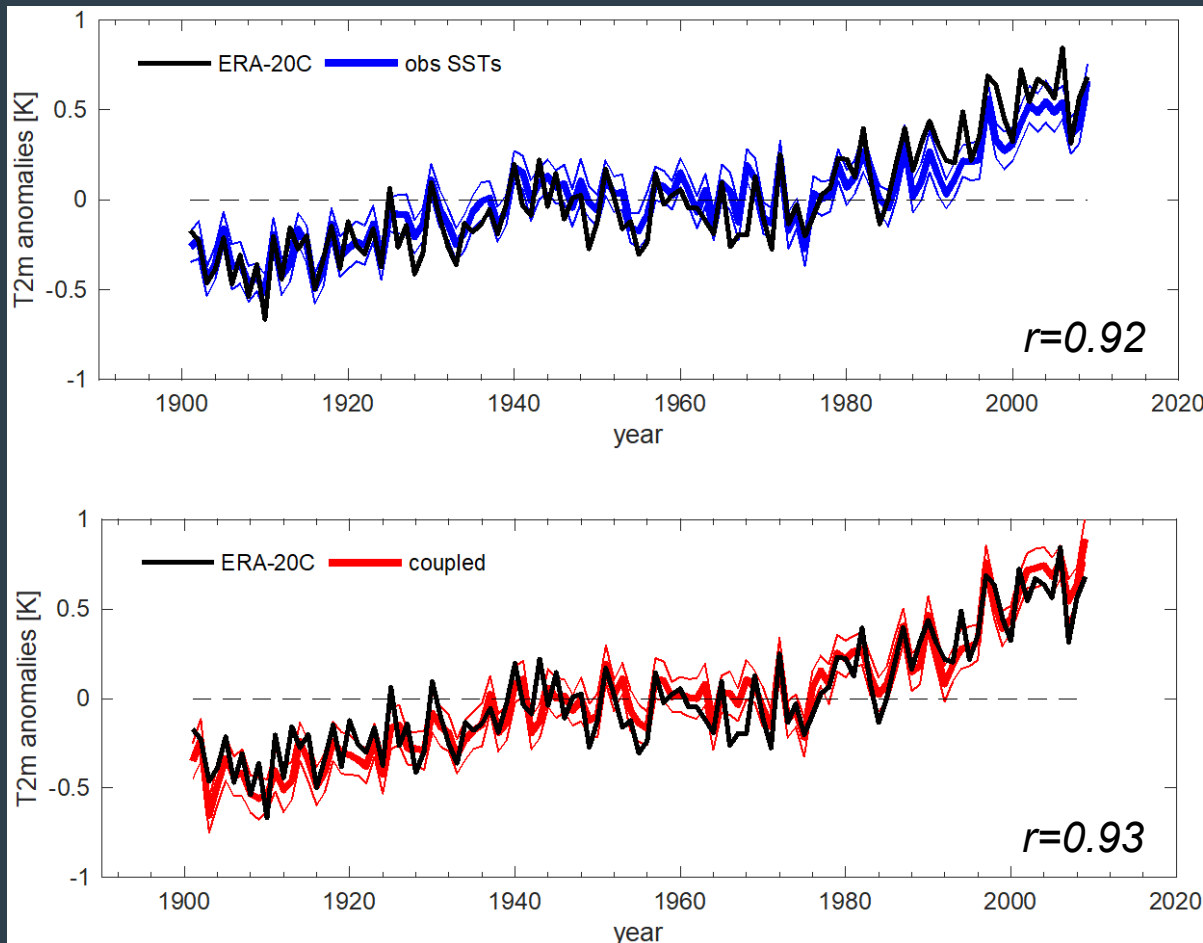 1
ERA-20C obs SSTs
0.5
0
-0.5
-1
T2m anomalies [K]
r=0.92
1900 1920 1940 1960 1980 2000 2020
year
1
ERA-20C coupled
0.5
0
-0.5
-1
T2m anomalies [K]
r=0.93
1900 1920 1940 1960 1980 2000 2020
year